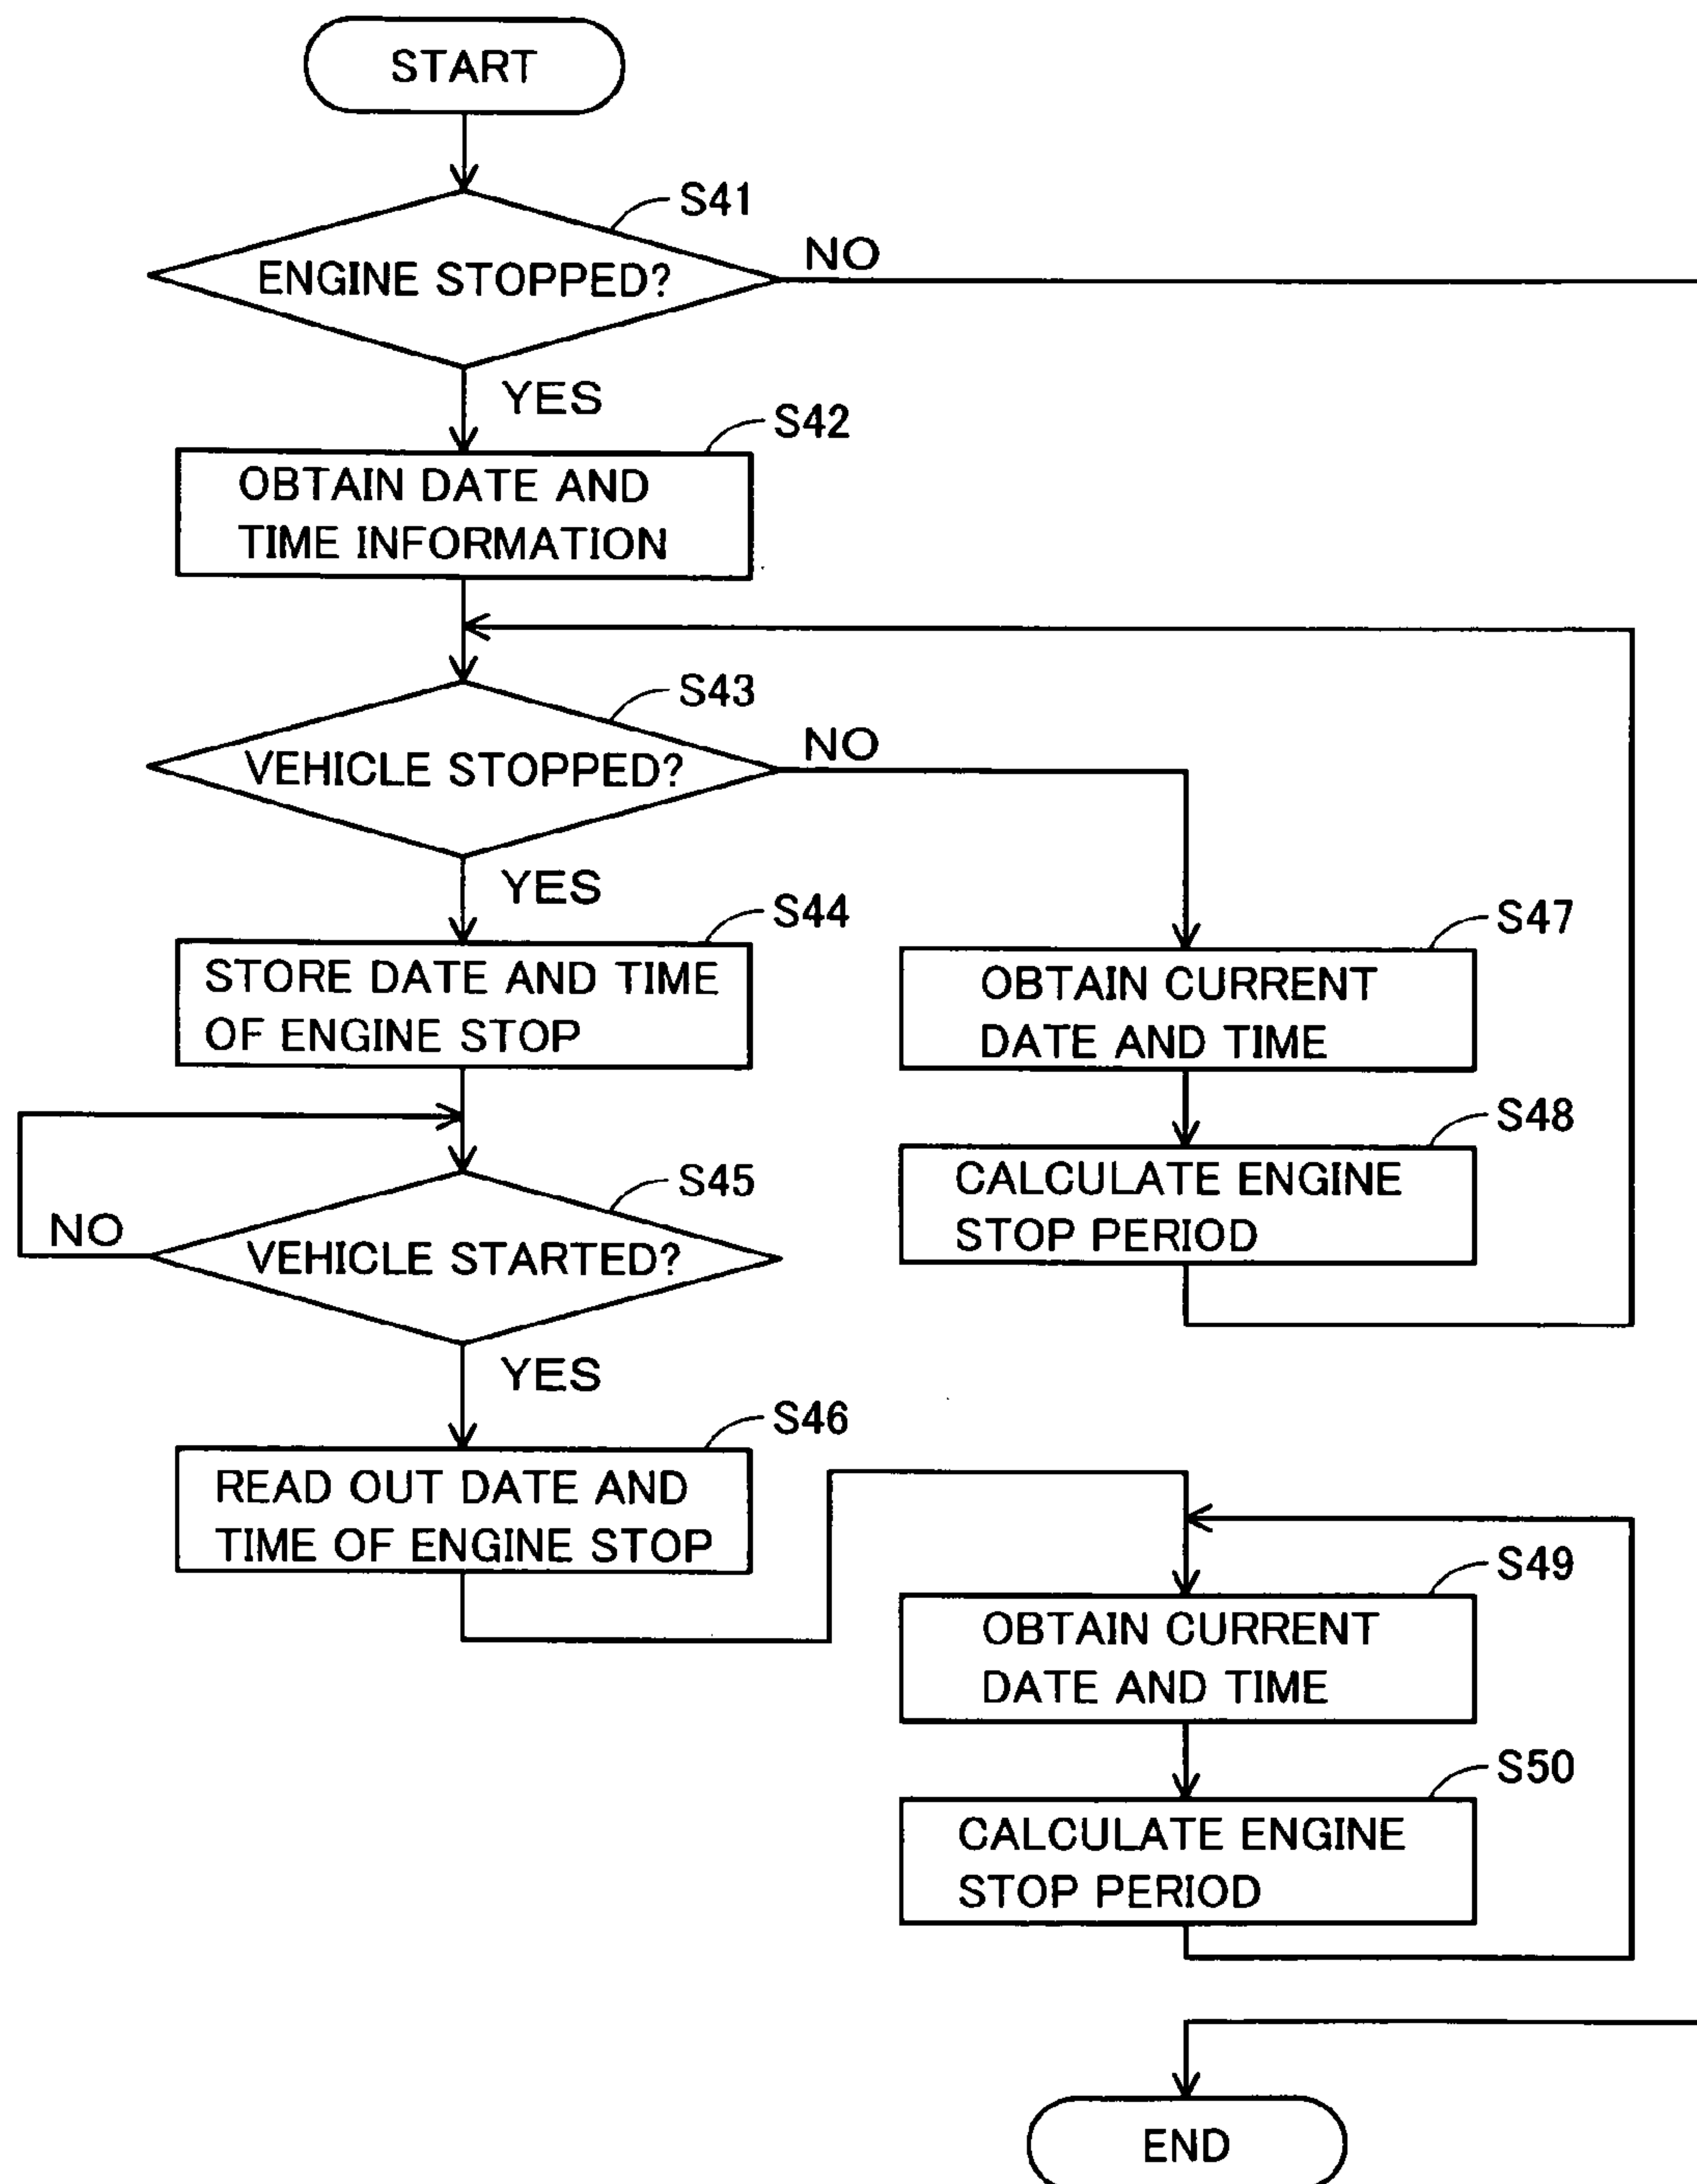 START
S41
ENGINE STOPPED?
NO
YES
S42
OBTAIN DATE AND
TIME INFORMATION
S43
VEHICLE STOPPED?
NO
YES
S44
STORE DATE AND TIME
OF ENGINE STOP
S47
OBTAIN CURRENT
DATE AND TIME
S48
CALCULATE ENGINE
STOP PERIOD
S45
VEHICLE STARTED?
NO
YES
S46
READ OUT DATE AND
TIME OF ENGINE STOP
S49
OBTAIN CURRENT
DATE AND TIME
S50
CALCULATE ENGINE
STOP PERIOD
END